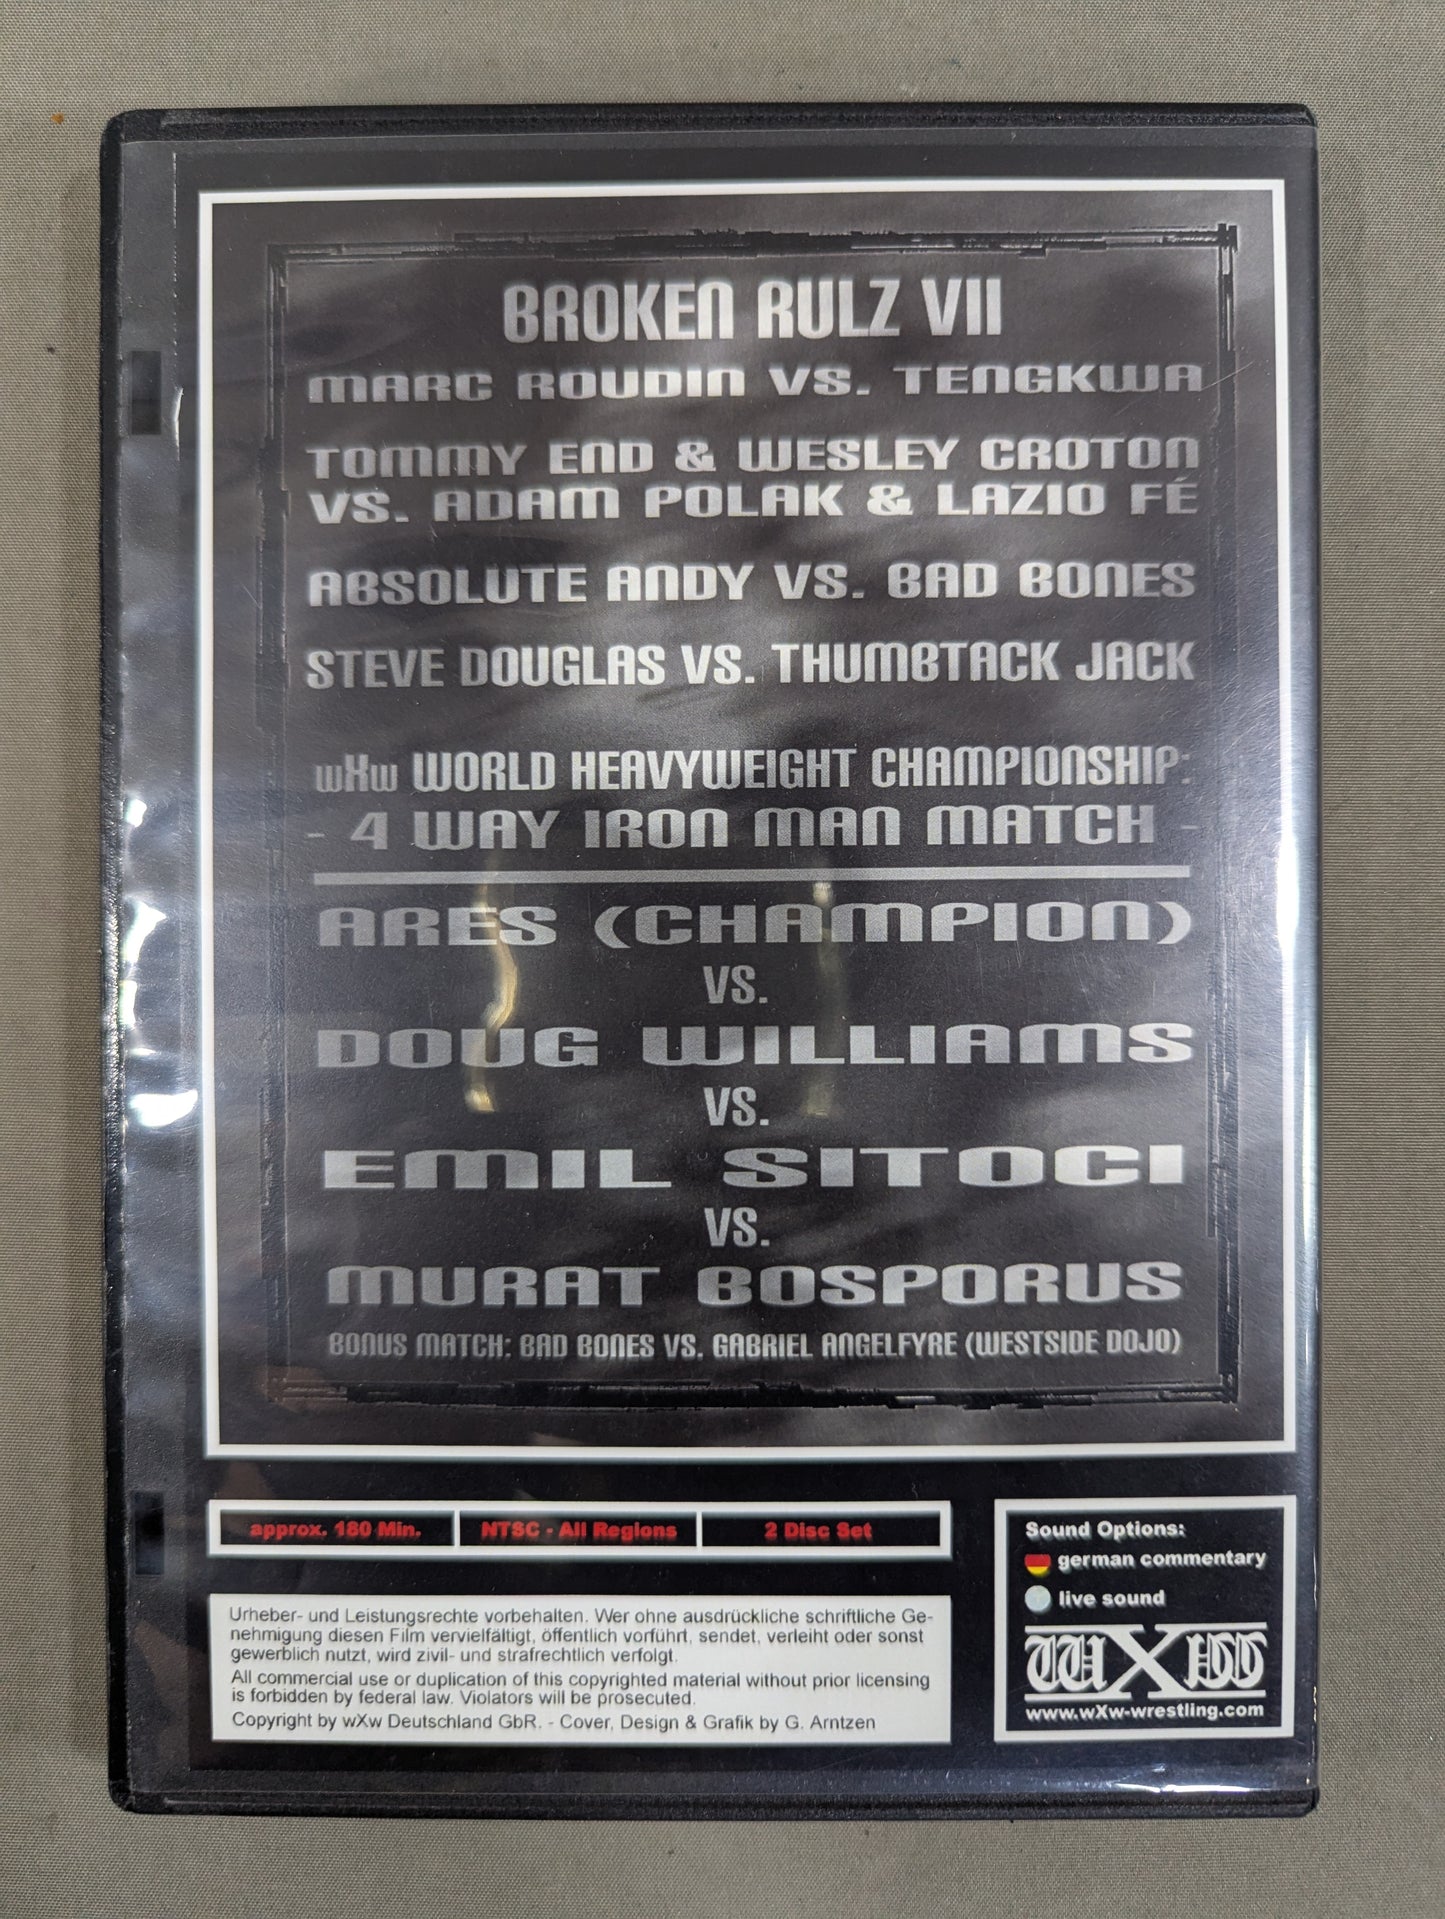 BROKEN RULZ VII
MARC ROUDIN VS. TENGKWA
TOMMY END & WESLEY CROTON
VS. ADAM POLAK & LAZIO FÉ
ABSOLUTE ANDY VS. BAD BONES
STEVE DOUGLAS VS. THUMBTACK JACK
wXw WORLD HEAVYWEIGHT CHAMPIONSHIP:
- 4 WAY IRON MAN MATCH -
ARES (CHAMPION)
VS.
DOUG WILLIAMS
VS.
EMIL SITOCI
VS.
MURAT BOSPORUS
BONUS MATCH: BAD BONES VS. GABRIEL ANGELFYRE (WESTSIDE DOJO)
approx. 180 Min.
NTSC - All Regions
2 Disc Set
Urheber- und Leistungsrechte vorbehalten. Wer ohne ausdrückliche schriftliche Ge-
nehmigung diesen Film vervielfältigt, öffentlich vorführt, sendet, verleiht oder sonst
gewerblich nutzt, wird zivil- und strafrechtlich verfolgt.
All commercial use or duplication of this copyrighted material without prior licensing
is forbidden by federal law. Violators will be prosecuted.
Copyright by wXw Deutschland GbR. - Cover, Design & Grafik by G. Arntzen
Sound Options:
german commentary
live sound
wXw
www.wXw-wrestling.com